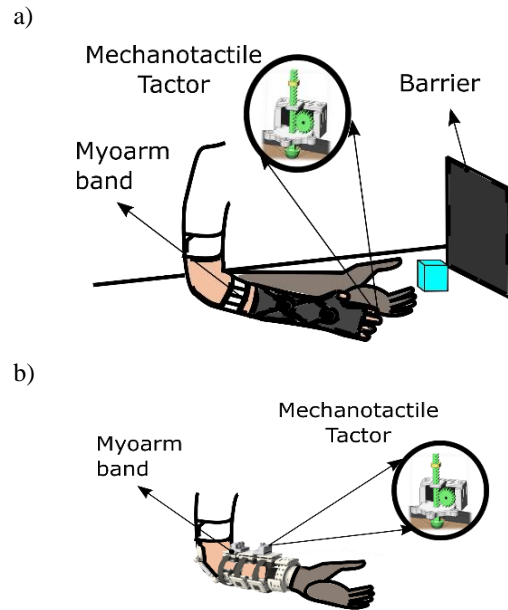 a)
Mechanotactile
Tactor
Barrier
Myoarm
band
b)
Mechanotactile
Tactor
Myoarm
band